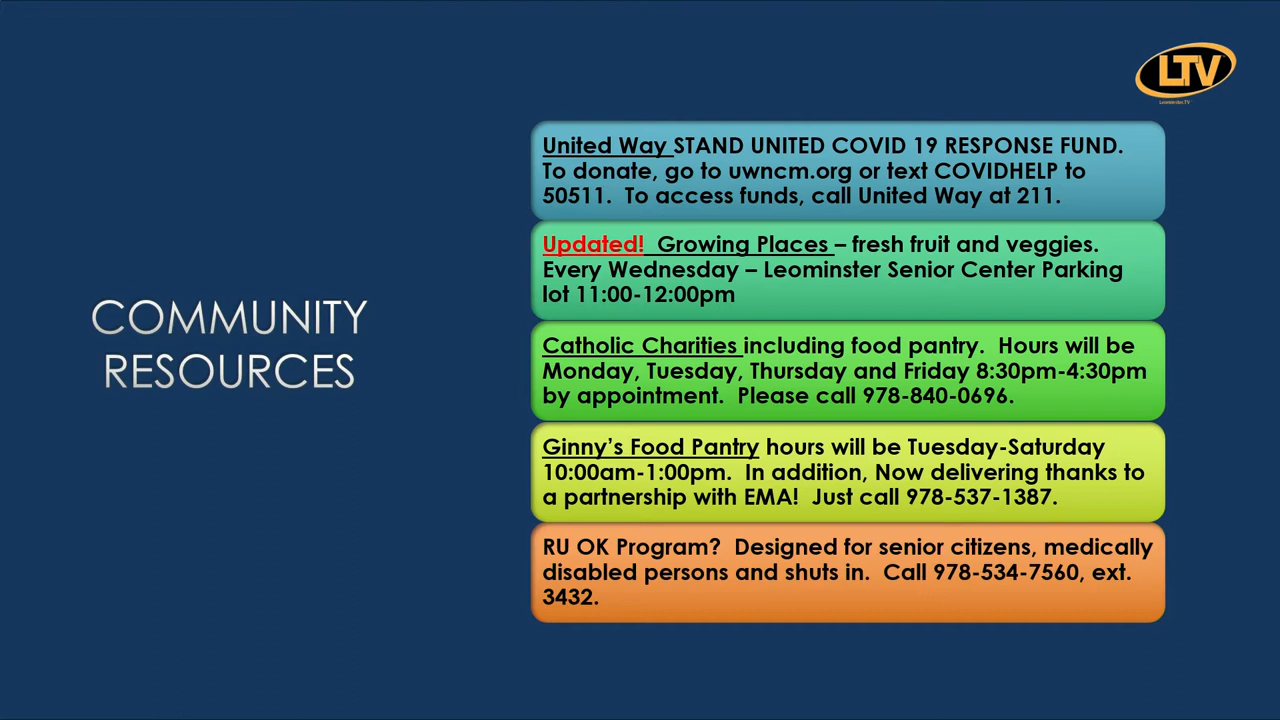 LTV
Leominster.TV
United Way STAND UNITED COVID 19 RESPONSE FUND.
To donate, go to uwncm.org or text COVIDHELP to
50511.  To access funds, call United Way at 211.
Updated!  Growing Places – fresh fruit and veggies.
Every Wednesday – Leominster Senior Center Parking
lot 11:00-12:00pm
COMMUNITY
RESOURCES
Catholic Charities including food pantry.  Hours will be
Monday, Tuesday, Thursday and Friday 8:30pm-4:30pm
by appointment.  Please call 978-840-0696.
Ginny’s Food Pantry hours will be Tuesday-Saturday
10:00am-1:00pm.  In addition, Now delivering thanks to
a partnership with EMA!  Just call 978-537-1387.
RU OK Program?  Designed for senior citizens, medically
disabled persons and shuts in.  Call 978-534-7560, ext.
3432.